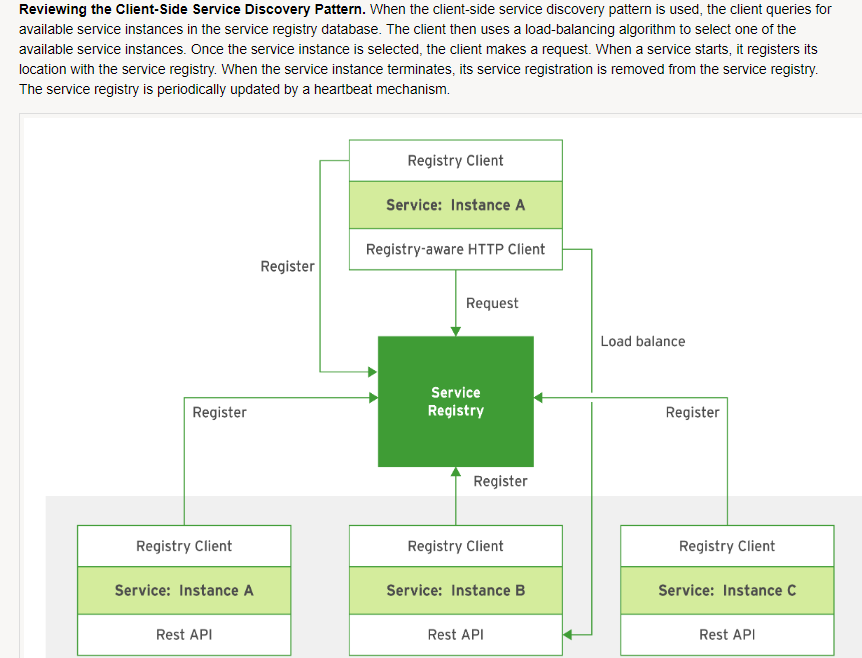 Reviewing the Client-Side Service Discovery Pattern. When the client-side service discovery pattern is used, the client queries for
available service instances in the service registry database. The client then uses a load-balancing algorithm to select one of the
available service instances. Once the service instance is selected, the client makes a request. When a service starts, it registers its
location with the service registry. When the service instance terminates, its service registration is removed from the service registry.
The service registry is periodically updated by a heartbeat mechanism.
Registry Client
Service: Instance A
Registry-aware HTTP Client
Register
Request
Load balance
Service
Registry
Register
Register
Register
Registry Client
Service: Instance A
Rest API
Registry Client
Service: Instance B
Rest API
Registry Client
Service: Instance C
Rest API